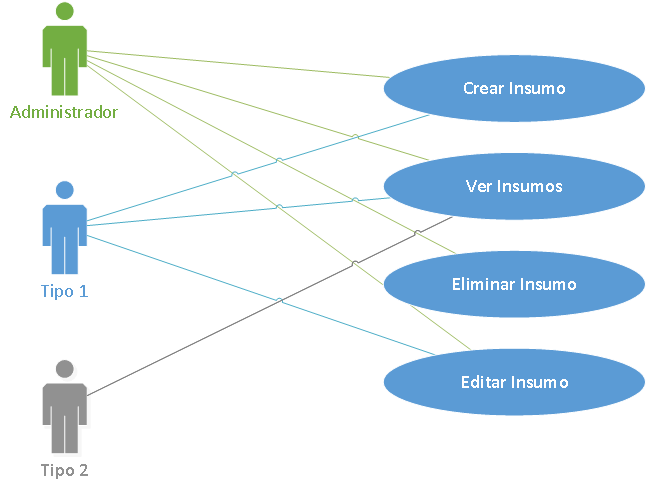 Administrador
Crear Insumo
Ver Insumos
Tipo 1
Eliminar Insumo
Editar Insumo
Tipo 2